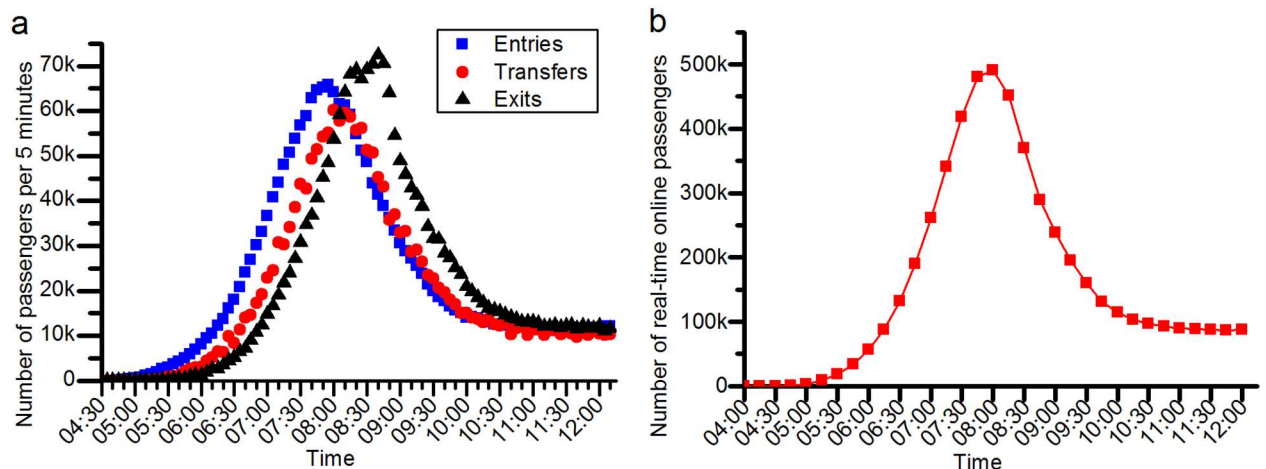 a
Number of passengers per 5 minutes
70k
60k
50k
40k
30k
20k
10k
0
Entries
Transfers
Exits
04:30
05:00
05:30
06:00
06:30
07:00
07:30
08:00
08:30
09:00
09:30
10:00
10:30
11:00
11:30
12:00
Time
b
Number of real-time online passengers
500k
400k
300k
200k
100k
0
04:00
04:30
05:00
05:30
06:00
06:30
07:00
07:30
08:00
08:30
09:00
09:30
10:00
10:30
11:00
11:30
12:00
Time